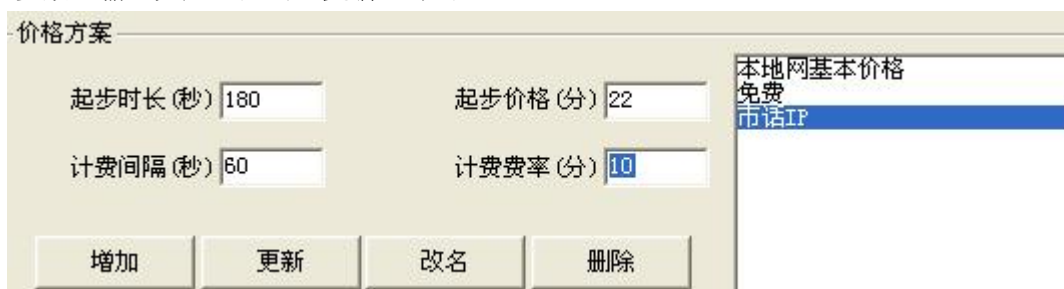 价格方案
起步时长(秒) 180 起步价格(分) 22
计费间隔(秒) 60 计费费率(分) 10
增加 更新 改名 删除
本地网基本价格
免费
市话IP